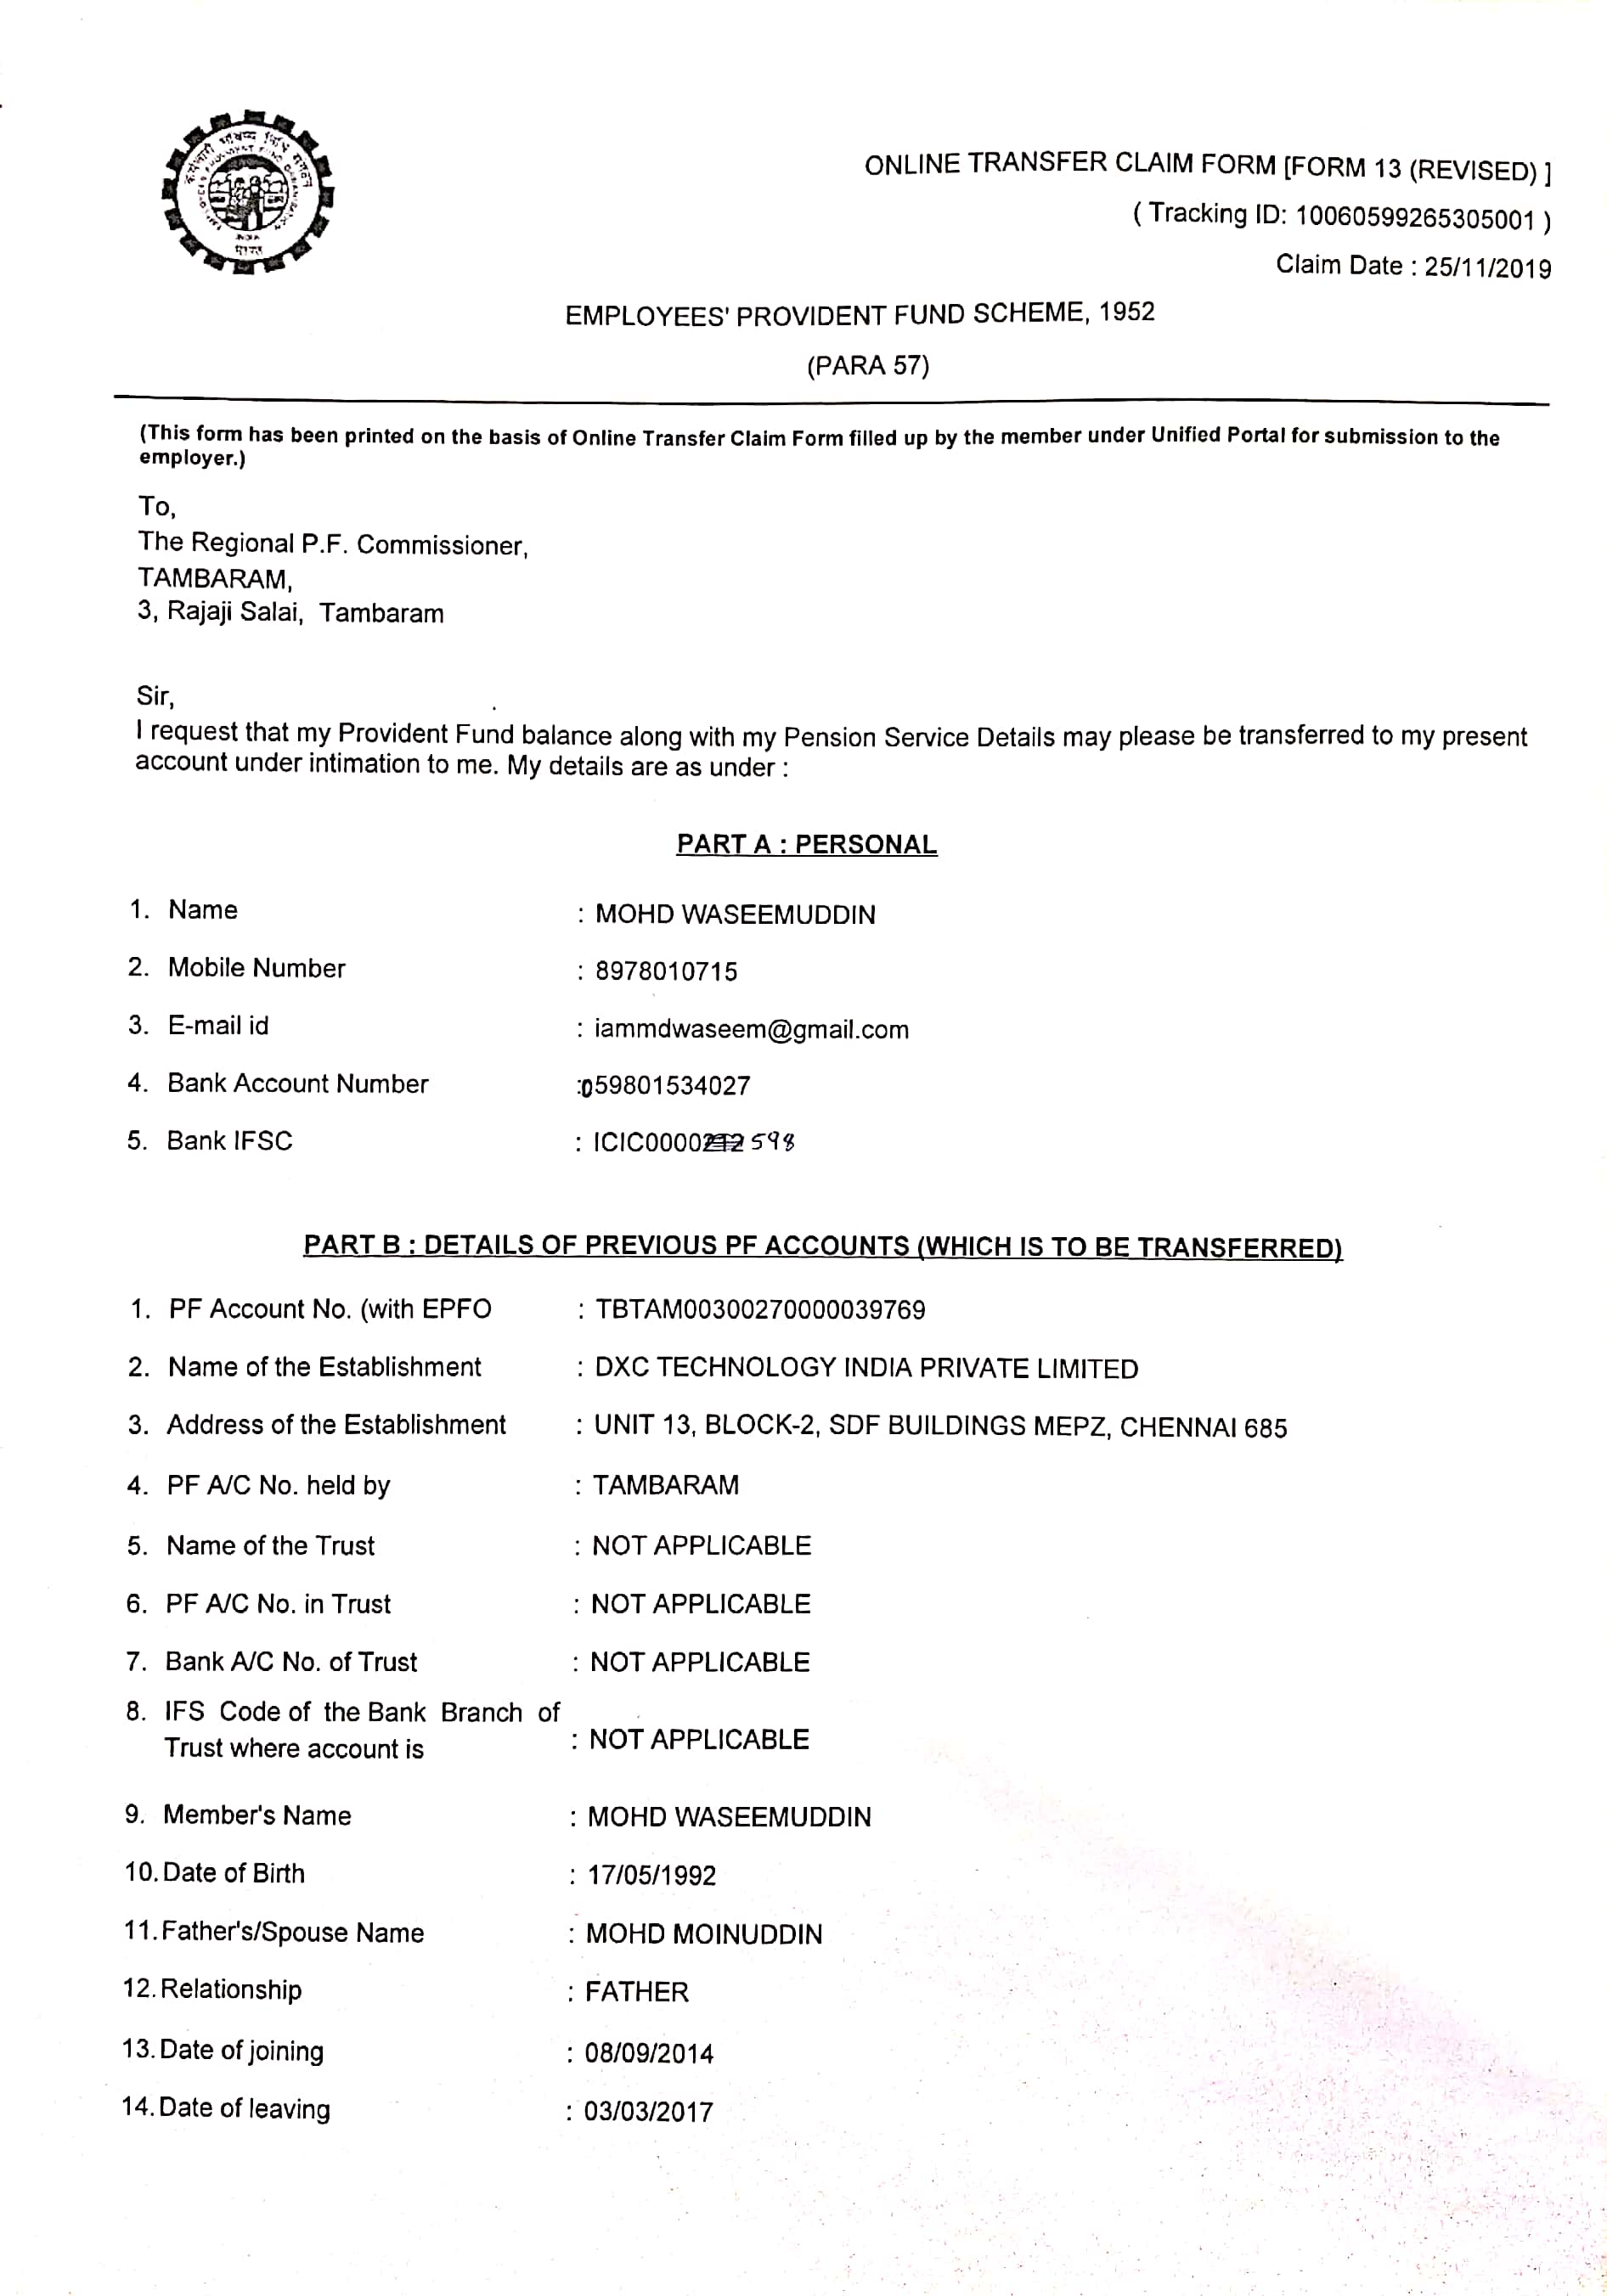 ONLINE TRANSFER CLAIM FORM [FORM 13 (REVISED) ]
( Tracking ID: 10060599265305001 )
Claim Date : 25/11/2019
EMPLOYEES' PROVIDENT FUND SCHEME, 1952
(PARA 57)
(This form has been printed on the basis of Online Transfer Claim Form filled up by the member under Unified Portal for submission to the
employer.)
To,
The Regional P.F. Commissioner,
TAMBARAM,
3, Rajaji Salai, Tambaram
Sir,
I request that my Provident Fund balance along with my Pension Service Details may please be transferred to my present
account under intimation to me. My details are as under :
PART A : PERSONAL
1. Name : MOHD WASEEMUDDIN
2. Mobile Number : 8978010715
3. E-mail id : iammdwaseem@gmail.com
4. Bank Account Number :059801534027
5. Bank IFSC : ICIC0000212 598
PART B : DETAILS OF PREVIOUS PF ACCOUNTS (WHICH IS TO BE TRANSFERRED)
1. PF Account No. (with EPFO : TBTAM00300270000039769
2. Name of the Establishment : DXC TECHNOLOGY INDIA PRIVATE LIMITED
3. Address of the Establishment : UNIT 13, BLOCK-2, SDF BUILDINGS MEPZ, CHENNAI 685
4. PF A/C No. held by : TAMBARAM
5. Name of the Trust : NOT APPLICABLE
6. PF A/C No. in Trust : NOT APPLICABLE
7. Bank A/C No. of Trust : NOT APPLICABLE
8. IFS Code of the Bank Branch of
Trust where account is : NOT APPLICABLE
9. Member's Name : MOHD WASEEMUDDIN
10. Date of Birth : 17/05/1992
11. Father's/Spouse Name : MOHD MOINUDDIN
12. Relationship : FATHER
13. Date of joining : 08/09/2014
14. Date of leaving : 03/03/2017